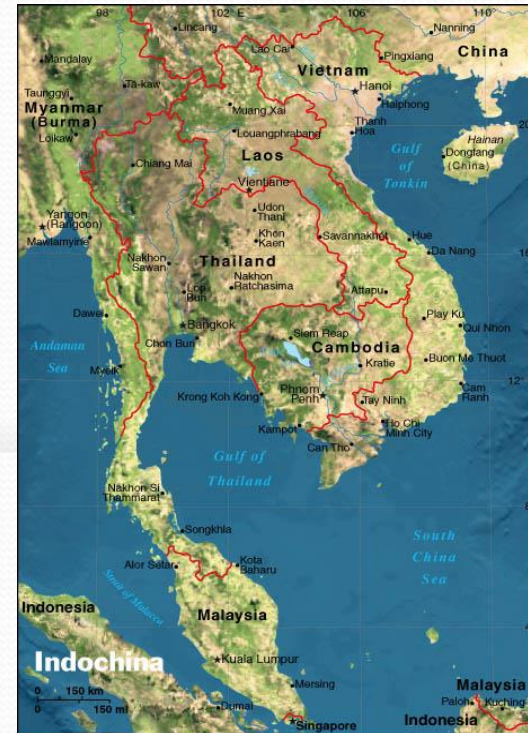 98°
102 E
106°
110°
Lincang
Nanning
Lao Cai
Pingxiang
China
Mandalay
Vietnam
Ta-kaw
Hanoi
Taunggyi
Haiphong
Myanmar
(Burma)
Muang Xai
Thanh
Hoa
20
Loikaw
Louangphrabang
Hainan
Dongfang
(China)
Gulf
of
Tonkin
Laos
Chiang Mai
Vientiane
Yangon
(Rangoon)
Udon
Thani
Mawlamyine
Khon
Kaen
Savannakhet
Hue
Da Nang
16
Nakhon
Sawan
Thailand
Lop
Buri
Nakhon
Ratchasima
Attapu
Dawei
Bangkok
Play Ku
Qui Nhon
Chon Buri
Siem Reap
Andaman
Sea
Cambodia
Kratie
Buon Me Thuot
Myeik
12
Krong Koh Kong
Phnom
Penh
Tay Ninh
Cam
Ranh
Kampot
Ho Chi
Minh City
Can Tho
Gulf of
Thailand
Nakhon Si
Thammarat
Songkhla
South
China
Sea
Alor Setar
Kota
Baharu
Strait of Malacca
Indonesia
Malaysia
Indochina
Kuala Lumpur
0 150 km
0 150 mi
Mersing
Malaysia
Dumai
Paloh
Kuching
Singapore
Indonesia